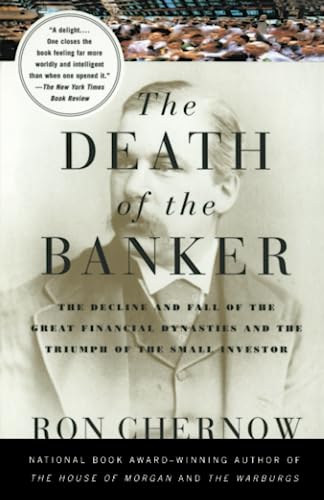 "A delight....
One closes the
book feeling far more
worldly and intelligent
than when one opened it."
—The New York Times
Book Review
The
DEATH
of the
BANKER
THE DECLINE AND FALL OF THE
GREAT FINANCIAL DYNASTIES AND THE
TRIUMPH OF THE SMALL INVESTOR
RON CHERNOW
NATIONAL BOOK AWARD–WINNING AUTHOR OF
THE HOUSE OF MORGAN AND THE WARBURGS